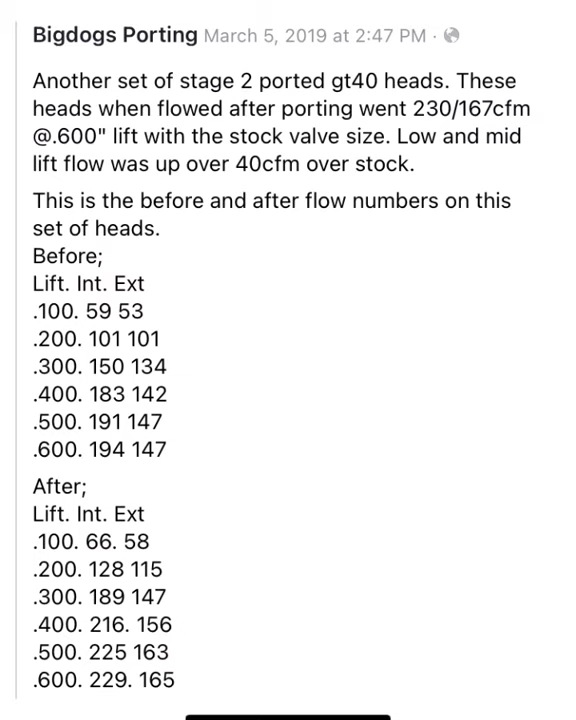 Bigdogs Porting March 5, 2019 at 2:47 PM ·
Another set of stage 2 ported gt40 heads. These
heads when flowed after porting went 230/167cfm
@.600" lift with the stock valve size. Low and mid
lift flow was up over 40cfm over stock.
This is the before and after flow numbers on this
set of heads.
Before;
Lift. Int. Ext
.100. 59 53
.200. 101 101
.300. 150 134
.400. 183 142
.500. 191 147
.600. 194 147
After;
Lift. Int. Ext
.100. 66. 58
.200. 128 115
.300. 189 147
.400. 216. 156
.500. 225 163
.600. 229. 165